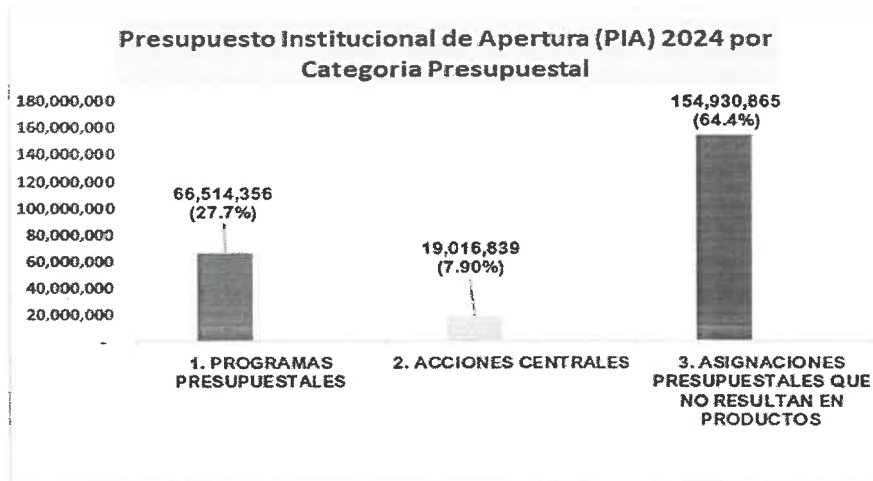 Presupuesto Institucional de Apertura (PIA) 2024 por
Categoria Presupuestal
180,000,000
160,000,000
140,000,000
120,000,000
100,000,000
80,000,000
60,000,000
40,000,000
20,000,000
-
66,514,356
(27.7%)
19,016,839
(7.90%)
154,930,865
(64.4%)
1. PROGRAMAS
PRESUPUESTALES
2. ACCIONES CENTRALES
3. ASIGNACIONES
PRESUPUESTALES QUE
NO RESULTAN EN
PRODUCTOS